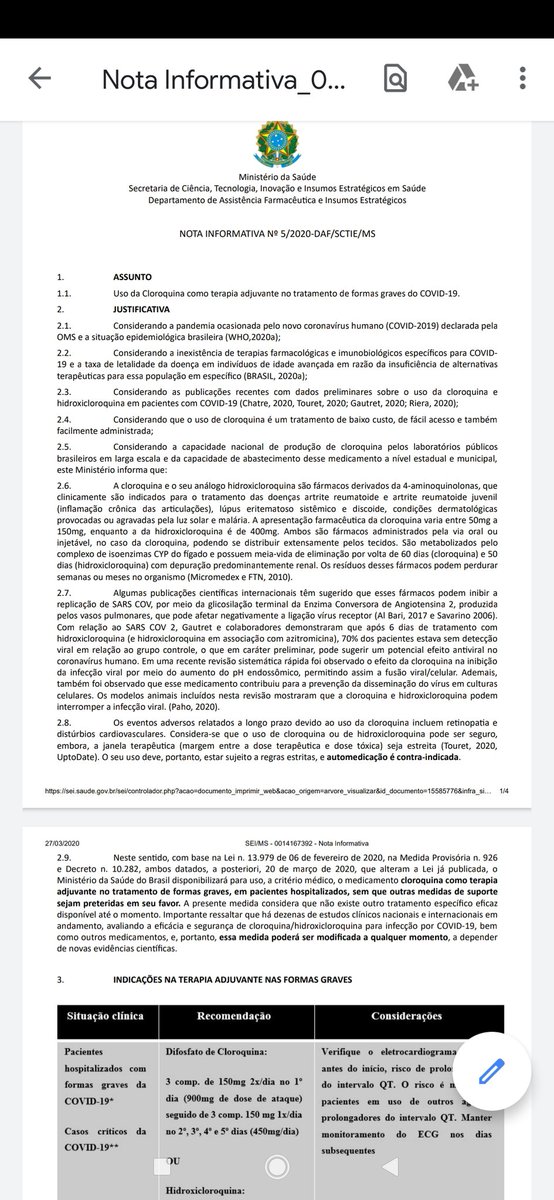 Nota Informativa_0...
Ministério da Saúde
Secretaria de Ciência, Tecnologia, Inovação e Insumos Estratégicos em Saúde
Departamento de Assistência Farmacêutica e Insumos Estratégicos
NOTA INFORMATIVA Nº 5/2020-DAF/SCTIE/MS
1. ASSUNTO
1.1. Uso da Cloroquina como terapia adjuvante no tratamento de formas graves do COVID-19.
2. JUSTIFICATIVA
2.1. Considerando a pandemia ocasionada pelo novo coronavírus humano (COVID-2019) declarada pela
OMS e a situação epidemiológica brasileira (WHO,2020a);
2.2. Considerando a inexistência de terapias farmacológicas e imunobiológicos específicos para COVID-
19 e a taxa de letalidade da doença em indivíduos de idade avançada em razão da insuficiência de alternativas
terapêuticas para essa população em específico (BRASIL, 2020a);
2.3. Considerando as publicações recentes com dados preliminares sobre o uso da cloroquina e
hidroxicloroquina em pacientes com COVID-19 (Chatre, 2020, Touret, 2020; Gautret, 2020; Riera, 2020);
2.4. Considerando que o uso de cloroquina é um tratamento de baixo custo, de fácil acesso e também
facilmente administrada;
2.5. Considerando a capacidade nacional de produção de cloroquina pelos laboratórios públicos
brasileiros em larga escala e da capacidade de abastecimento desse medicamento a nível estadual e municipal,
este Ministério informa que:
2.6. A cloroquina e o seu análogo hidroxicloroquina são fármacos derivados da 4-aminoquinolonas, que
clinicamente são indicados para o tratamento das doenças artrite reumatoide e artrite reumatoide juvenil
(inflamação crônica das articulações), lúpus eritematoso sistêmico e discoide, condições dermatológicas
provocadas ou agravadas pela luz solar e malária. A apresentação farmacêutica da cloroquina varia entre 50mg a
150mg, enquanto a da hidroxicloroquina é de 400mg. Ambos são fármacos administrados pela via oral ou
injetável, no caso da cloroquina, podendo se distribuir extensamente pelos tecidos. São metabolizados pelo
complexo de isoenzimas CYP do fígado e possuem meia-vida de eliminação por volta de 60 dias (cloroquina) e 50
dias (hidroxicloroquina) com depuração predominantemente renal. Os resíduos desses fármacos podem perdurar
semanas ou meses no organismo (Micromedex e FTN, 2010).
2.7. Algumas publicações científicas internacionais têm sugerido que esses fármacos podem inibir a
replicação de SARS COV, por meio da glicosilação terminal da Enzima Conversora de Angiotensina 2, produzida
pelos vasos pulmonares, que pode afetar negativamente a ligação vírus receptor (Al Bari, 2017 e Savarino 2006).
Com relação ao SARS COV 2, Gautret e colaboradores demonstraram que após 6 dias de tratamento com
hidroxicloroquina (e hidroxicloroquina em associação com azitromicina), 70% dos pacientes estava sem detecção
viral em relação ao grupo controle, o que em caráter preliminar, pode sugerir um potencial efeito antiviral no
coronavírus humano. Em uma recente revisão sistemática rápida foi observado o efeito da cloroquina na inibição
da infecção viral por meio do aumento do pH endossômico, permitindo assim a fusão viral/celular. Ademais,
também foi observado que esse medicamento contribuiu para a prevenção da disseminação do vírus em culturas
celulares. Os modelos animais incluídos nesta revisão mostraram que a cloroquina e hidroxicloroquina podem
interromper a infecção viral. (Paho, 2020).
2.8. Os eventos adversos relatados a longo prazo devido ao uso da cloroquina incluem retinopatia e
distúrbios cardiovasculares. Considera-se que o uso de cloroquina ou de hidroxicloroquina pode ser seguro,
embora, a janela terapêutica (margem entre a dose terapêutica e dose tóxica) seja estreita (Touret, 2020,
UptoDate). O seu uso deve, portanto, estar sujeito a regras estritas, e automedicação é contra-indicada.
https://sei.saude.gov.br/sei/controlador.php?acao=documento_imprimir_web&acao_origem=arvore_visualizar&id_documento=15585776&infra_si... 1/4
27/03/2020 SEI/MS - 0014167392 - Nota Informativa
2.9. Neste sentido, com base na Lei n. 13.979 de 06 de fevereiro de 2020, na Medida Provisória n. 926
e Decreto n. 10.282, ambos datados, a posteriori, 20 de março de 2020, que alteram a Lei já publicada, o
Ministério da Saúde do Brasil disponibilizará para uso, a critério médico, o medicamento cloroquina como terapia
adjuvante no tratamento de formas graves, em pacientes hospitalizados, sem que outras medidas de suporte
sejam preteridas em seu favor. A presente medida considera que não existe outro tratamento específico eficaz
disponível até o momento. Importante ressaltar que há dezenas de estudos clínicos nacionais e internacionais em
andamento, avaliando a eficácia e segurança de cloroquina/hidroxicloroquina para infecção por COVID-19, bem
como outros medicamentos, e, portanto, essa medida poderá ser modificada a qualquer momento, a depender
de novas evidências científicas.
3. INDICAÇÕES NA TERAPIA ADJUVANTE NAS FORMAS GRAVES
Situação clínica Recomendação Considerações
Pacientes
hospitalizados com
formas graves da
COVID-19*
Casos críticos da
COVID-19**
Difosfato de Cloroquina:
3 comp. de 150mg 2x/dia no 1º
dia (900mg de dose de ataque)
seguido de 3 comp. 150 mg 1x/dia
no 2º, 3º, 4º e 5º dias (450mg/dia)
OU
Hidroxicloroquina:
Verifique o eletrocardiograma
antes do início, risco de
do intervalo QT. O risco é
pacientes em uso de outros
prolongadores do intervalo QT. Manter
monitoramento do ECG nos dias
subsequentes